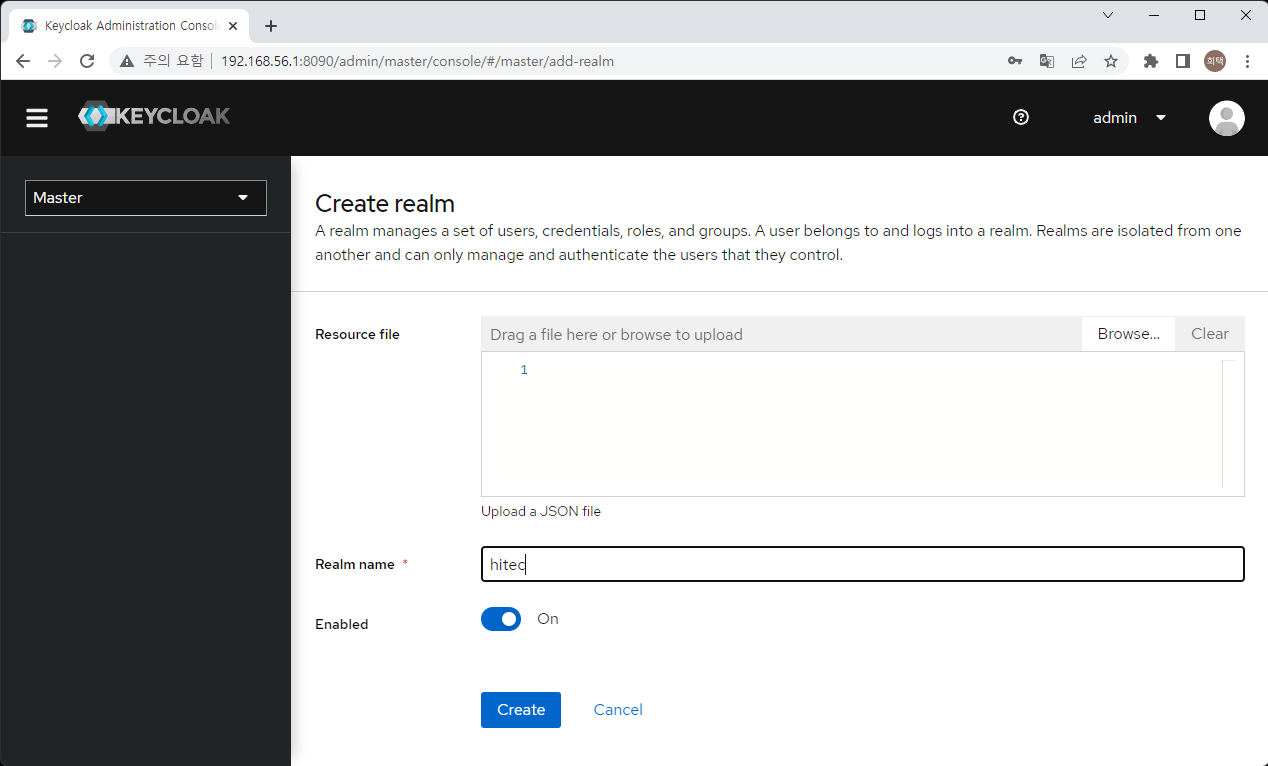 Keycloak Administration Consol
주의 요함 192.168.56.1:8090/admin/master/console/#/master/add-realm
희택
KEYCLOAK
admin
Master
Create realm
A realm manages a set of users, credentials, roles, and groups. A user belongs to and logs into a realm. Realms are isolated from one
another and can only manage and authenticate the users that they control.
Resource file
Drag a file here or browse to upload Browse... Clear
1
Upload a JSON file
Realm name *
hitec
Enabled
On
Create Cancel